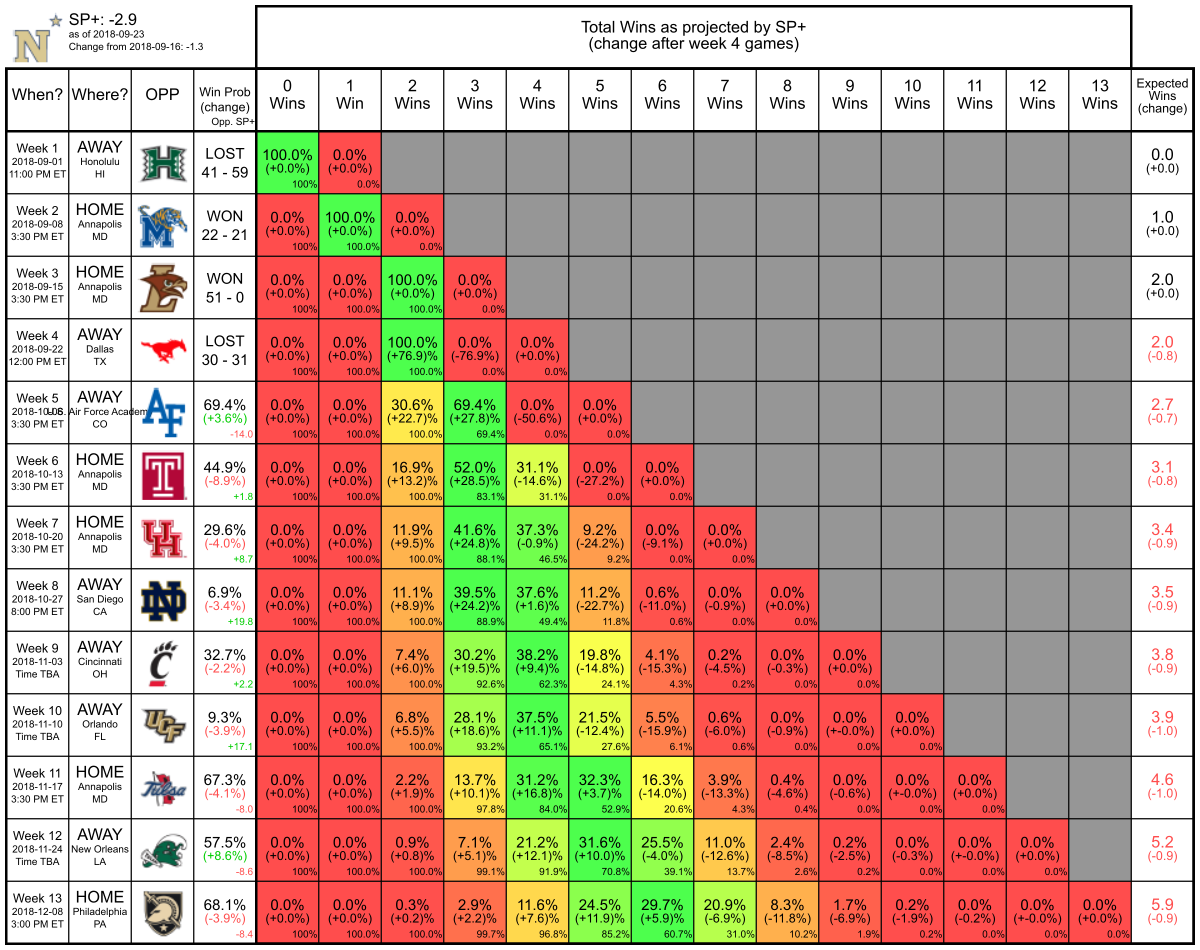 SP+: -2.9
as of 2018-09-23
Change from 2018-09-16: -1.3
N
Total Wins as projected by SP+
(change after week 4 games)
When? Where? OPP Win Prob (change) Opp. SP+ 0 Wins 1 Win 2 Wins 3 Wins 4 Wins 5 Wins 6 Wins 7 Wins 8 Wins 9 Wins 10 Wins 11 Wins 12 Wins 13 Wins Expected Wins (change)
Week 1 AWAY LOST 100.0% 0.0% 0.0
2018-09-01 Honolulu H (+0.0%) (+0.0%) (+0.0)
11:00 PM ET HI 41 - 59 100% 0.0%
Week 2 HOME WON 0.0% 100.0% 0.0% 1.0
2018-09-08 Annapolis M (+0.0%) (+0.0%) (+0.0%) (+0.0)
3:30 PM ET MD 22 - 21 100% 100.0% 0.0%
Week 3 HOME WON 0.0% 0.0% 100.0% 0.0% 2.0
2018-09-15 Annapolis L (+0.0%) (+0.0%) (+0.0%) (+0.0%) (+0.0)
3:30 PM ET MD 51 - 0 100% 100.0% 100.0% 0.0%
Week 4 AWAY LOST 0.0% 0.0% 100.0% 0.0% 0.0% 2.0
2018-09-22 Dallas (+0.0%) (+0.0%) (+76.9)% (-76.9%) (+0.0%) (-0.8)
12:00 PM ET TX 30 - 31 100% 100.0% 100.0% 0.0% 0.0%
Week 5 AWAY 69.4% 0.0% 0.0% 30.6% 69.4% 0.0% 0.0% 2.7
Air Force Academ AF (+3.6%) (+0.0%) (+0.0%) (+22.7)% (+27.8)% (-50.6%) (+0.0%) (-0.7)
3:30 PM ET CO -14.0 100% 100.0% 100.0% 69.4% 0.0% 0.0%
Week 6 HOME 44.9% 0.0% 0.0% 16.9% 52.0% 31.1% 0.0% 0.0% 3.1
2018-10-13 Annapolis T (-8.9%) (+0.0%) (+0.0%) (+13.2)% (+28.5)% (-14.6%) (-27.2%) (+0.0%) (-0.8)
3:30 PM ET MD +1.8 100% 100.0% 100.0% 83.1% 31.1% 0.0% 0.0%
Week 7 HOME 29.6% 0.0% 0.0% 11.9% 41.6% 37.3% 9.2% 0.0% 0.0% 3.4
2018-10-20 Annapolis UH (-4.0%) (+0.0%) (+0.0%) (+9.5)% (+24.8)% (-0.9%) (-24.2%) (-9.1%) (+0.0%) (-0.9)
3:30 PM ET MD +8.7 100% 100.0% 100.0% 88.1% 46.5% 9.2% 0.0% 0.0%
Week 8 AWAY 6.9% 0.0% 0.0% 11.1% 39.5% 37.6% 11.2% 0.6% 0.0% 0.0% 3.5
2018-10-27 San Diego ND (-3.4%) (+0.0%) (+0.0%) (+8.9)% (+24.2)% (+1.6)% (-22.7%) (-11.0%) (-0.9%) (+0.0%) (-0.9)
8:00 PM ET CA +19.8 100% 100.0% 100.0% 88.9% 49.4% 11.8% 0.6% 0.0% 0.0%
Week 9 AWAY 32.7% 0.0% 0.0% 7.4% 30.2% 38.2% 19.8% 4.1% 0.2% 0.0% 0.0% 3.8
2018-11-03 Cincinnati C (-2.2%) (+0.0%) (+0.0%) (+6.0)% (+19.5)% (+9.4)% (-14.8%) (-15.3%) (-4.5%) (-0.3%) (+0.0%) (-0.9)
Time TBA OH +2.2 100% 100.0% 100.0% 92.6% 62.3% 24.1% 4.3% 0.2% 0.0% 0.0%
Week 10 AWAY 9.3% 0.0% 0.0% 6.8% 28.1% 37.5% 21.5% 5.5% 0.6% 0.0% 0.0% 0.0% 3.9
2018-11-10 Orlando UCF (-3.9%) (+0.0%) (+0.0%) (+5.5)% (+18.6)% (+11.1)% (-12.4%) (-15.9%) (-6.0%) (-0.9%) (+-0.0%) (+0.0%) (-1.0)
Time TBA FL +17.1 100% 100.0% 100.0% 93.2% 65.1% 27.6% 6.1% 0.6% 0.0% 0.0% 0.0%
Week 11 HOME 67.3% 0.0% 0.0% 2.2% 13.7% 31.2% 32.3% 16.3% 3.9% 0.4% 0.0% 0.0% 0.0% 4.6
2018-11-17 Annapolis Tulsa (-4.1%) (+0.0%) (+0.0%) (+1.9)% (+10.1)% (+16.8)% (+3.7)% (-14.0%) (-13.3%) (-4.6%) (-0.6%) (+-0.0%) (+0.0%) (-1.0)
3:30 PM ET MD -8.0 100% 100.0% 100.0% 97.8% 84.0% 52.9% 20.6% 4.3% 0.4% 0.0% 0.0% 0.0%
Week 12 AWAY 57.5% 0.0% 0.0% 0.9% 7.1% 21.2% 31.6% 25.5% 11.0% 2.4% 0.2% 0.0% 0.0% 0.0% 5.2
2018-11-24 New Orleans (+8.6%) (+0.0%) (+0.0%) (+0.8)% (+5.1)% (+12.1)% (+10.0)% (-4.0%) (-12.6%) (-8.5%) (-2.5%) (-0.3%) (+-0.0%) (+0.0%) (-0.9)
Time TBA LA -8.6 100% 100.0% 100.0% 99.1% 91.9% 70.8% 39.1% 13.7% 2.6% 0.2% 0.0% 0.0% 0.0%
Week 13 HOME 68.1% 0.0% 0.0% 0.3% 2.9% 11.6% 24.5% 29.7% 20.9% 8.3% 1.7% 0.2% 0.0% 0.0% 0.0% 5.9
2018-12-08 Philadelphia (-3.9%) (+0.0%) (+0.0%) (+0.2)% (+2.2)% (+7.6)% (+11.9)% (+5.9)% (-6.9%) (-11.8%) (-6.9%) (-1.9%) (-0.2%) (+-0.0%) (+0.0%) (-0.9)
3:00 PM ET PA -8.4 100% 100.0% 100.0% 99.7% 96.8% 85.2% 60.7% 31.0% 10.2% 1.9% 0.2% 0.0% 0.0% 0.0%